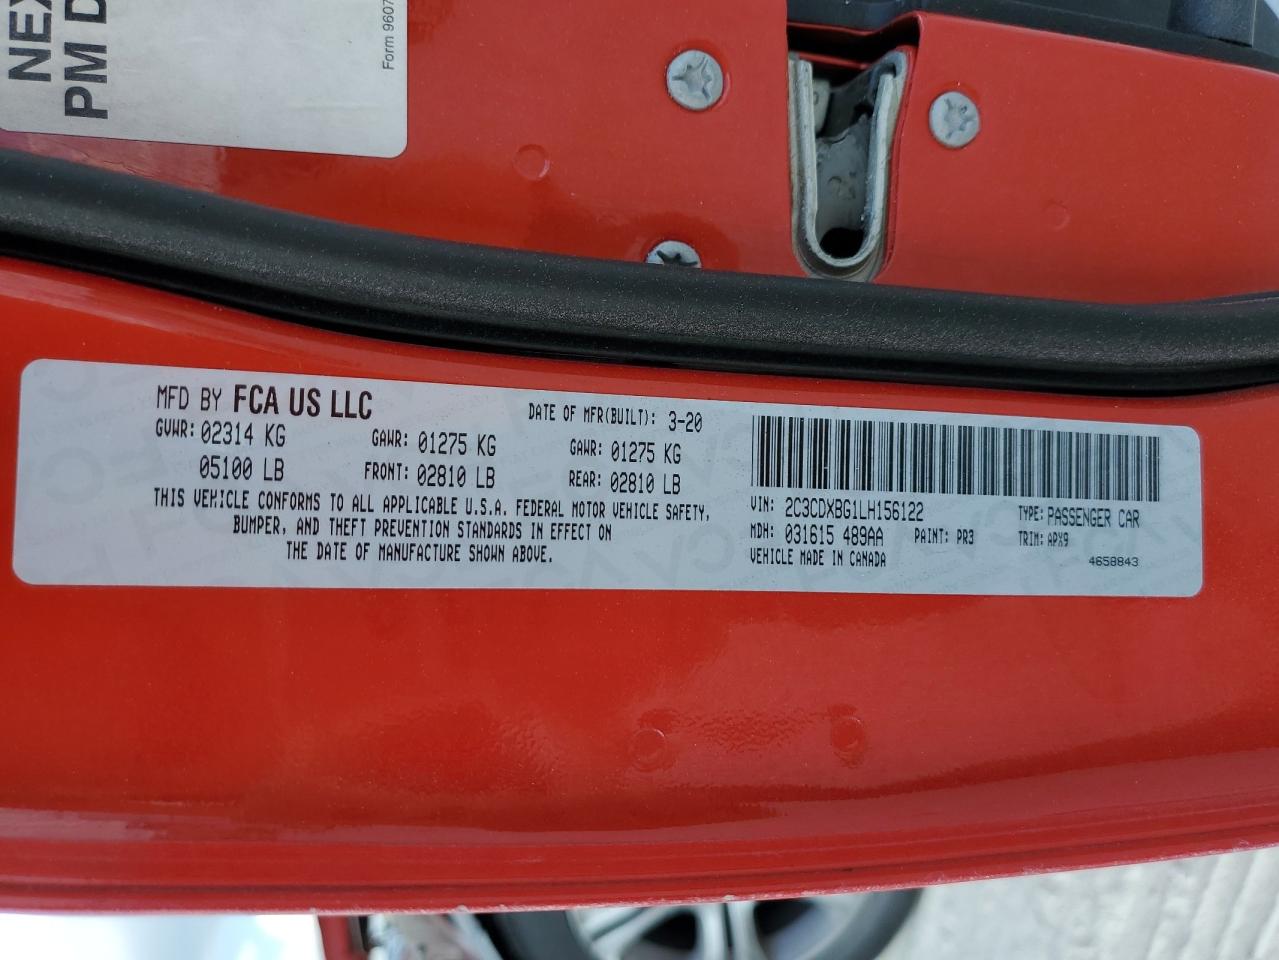 NEX
PM D
Form 9607
MFD BY FCA US LLC DATE OF MFR(BUILT): 3-20
GVWR: 02314 KG GAWR: 01275 KG GAWR: 01275 KG
05100 LB FRONT: 02810 LB REAR: 02810 LB
THIS VEHICLE CONFORMS TO ALL APPLICABLE U.S.A. FEDERAL MOTOR VEHICLE SAFETY,
BUMPER, AND THEFT PREVENTION STANDARDS IN EFFECT ON
THE DATE OF MANUFACTURE SHOWN ABOVE.
VIN: 2C3CDXBG1LH156122 TYPE: PASSENGER CAR
MDH: 031615 489AA PAINT: PR3 TRIM: APX9
VEHICLE MADE IN CANADA 4658843